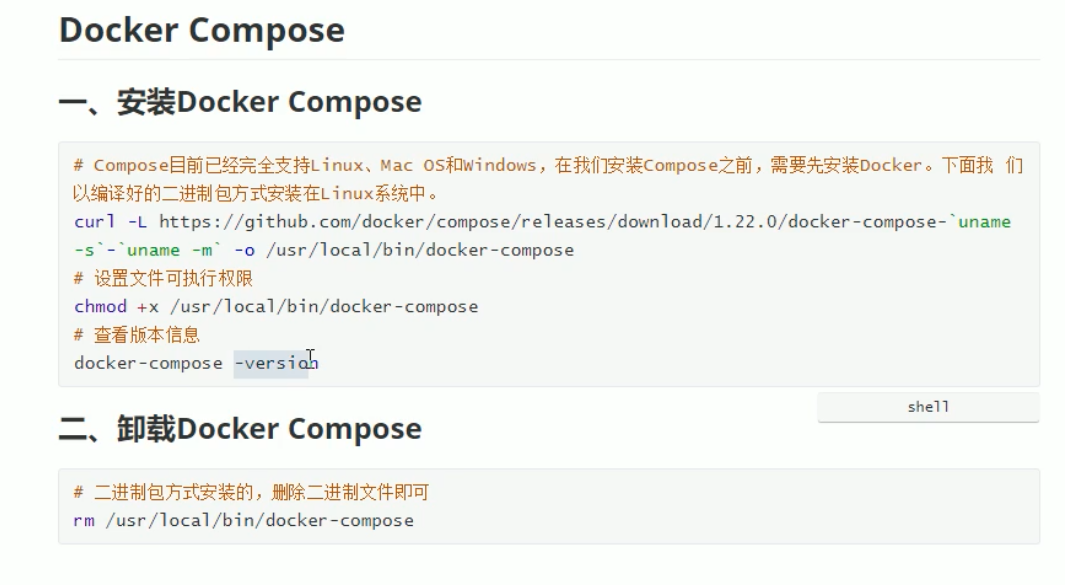 Docker Compose
一、安装Docker Compose
# Compose目前已经完全支持Linux、Mac OS和Windows，在我们安装Compose之前，需要先安装Docker。下面我 们
以编译好的二进制包方式安装在Linux系统中。
curl -L https://github.com/docker/compose/releases/download/1.22.0/docker-compose-`uname
-s`-`uname -m` -o /usr/local/bin/docker-compose
# 设置文件可执行权限
chmod +x /usr/local/bin/docker-compose
# 查看版本信息
docker-compose -version
shell
二、卸载Docker Compose
# 二进制包方式安装的，删除二进制文件即可
rm /usr/local/bin/docker-compose